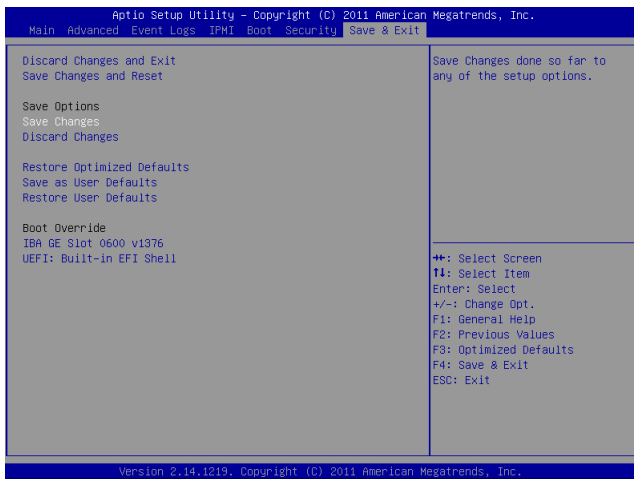 Aptio Setup Utility – Copyright (C) 2011 American Megatrends, Inc.
Main Advanced Event Logs IPMI Boot Security Save & Exit
Discard Changes and Exit
Save Changes and Reset
Save Options
Save Changes
Discard Changes
Restore Optimized Defaults
Save as User Defaults
Restore User Defaults
Boot Override
IBA GE Slot 0600 v1376
UEFI: Built-in EFI Shell
Save Changes done so far to
any of the setup options.
→←: Select Screen
↑↓: Select Item
Enter: Select
+/-: Change Opt.
F1: General Help
F2: Previous Values
F3: Optimized Defaults
F4: Save & Exit
ESC: Exit
Version 2.14.1219. Copyright (C) 2011 American Megatrends, Inc.